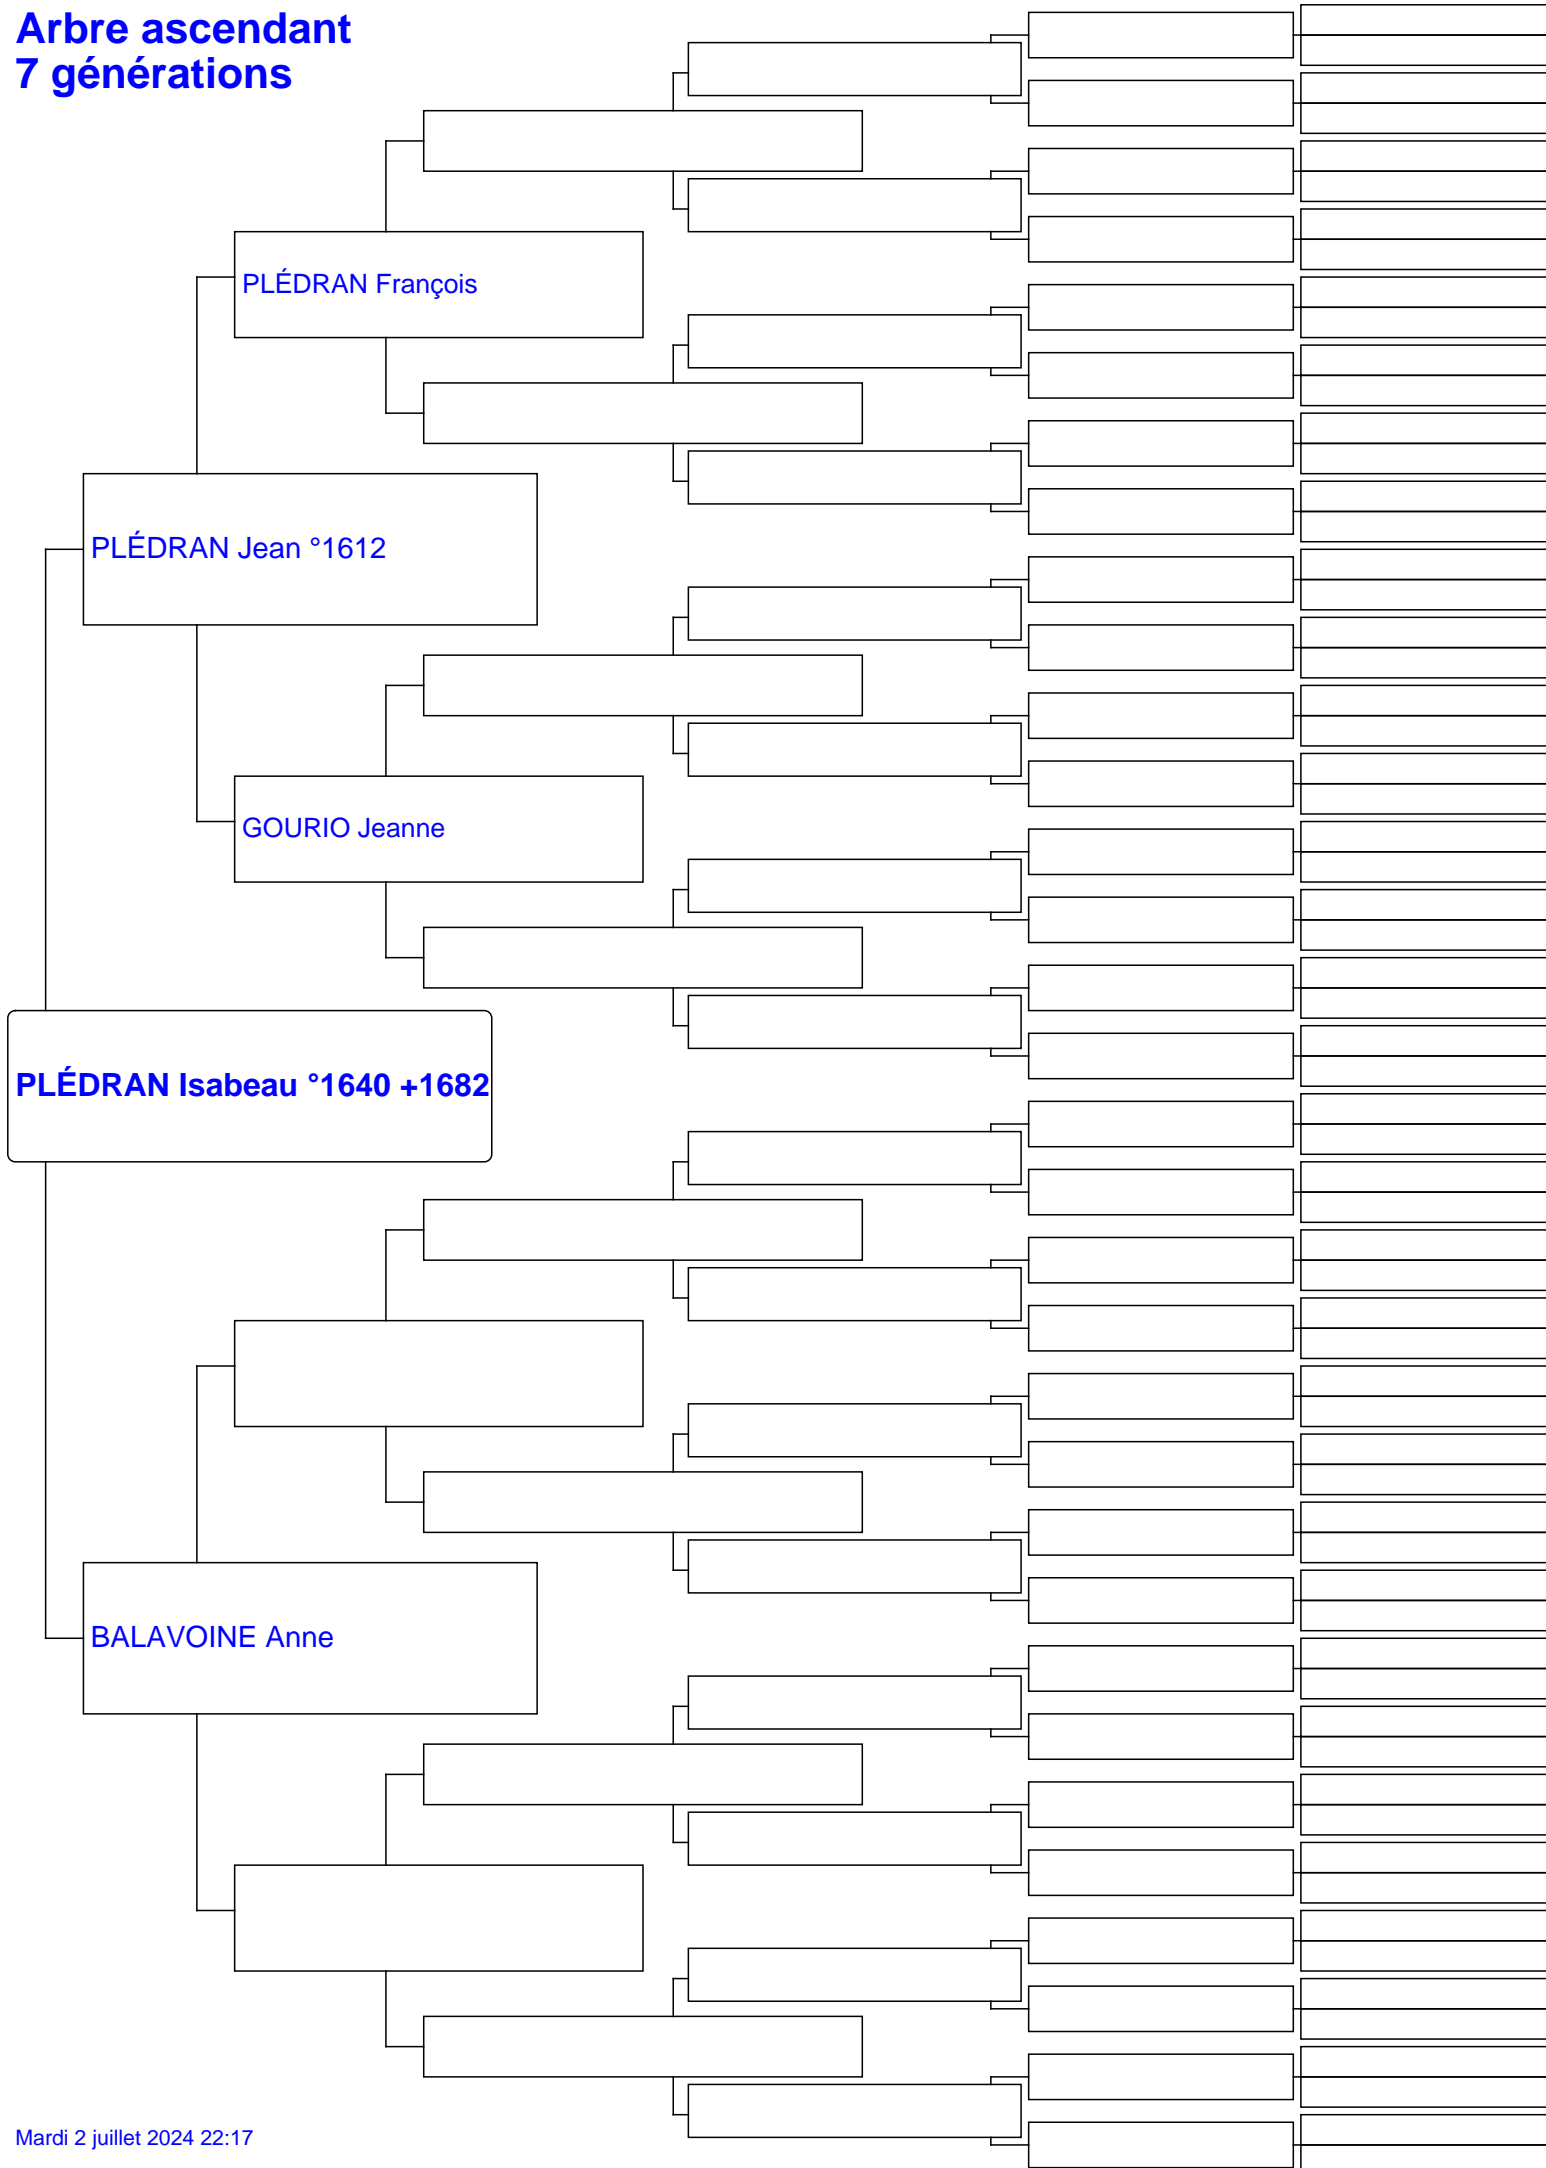 Arbre ascendant
7 générations
PLÉDRAN François
PLÉDRAN Jean °1612
GOURIO Jeanne
PLÉDRAN Isabeau °1640 +1682
BALAVOINE Anne
Mardi 2 juillet 2024 22:17